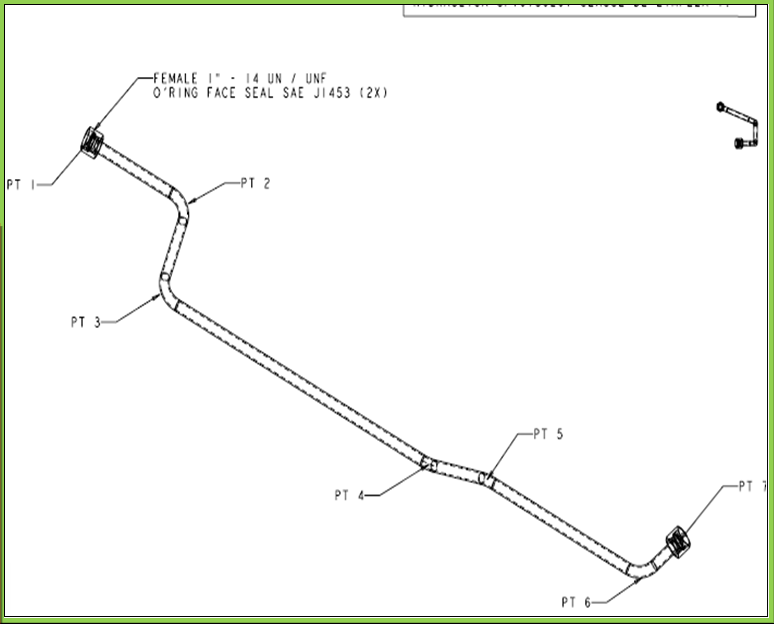 FEMALE 1" - 14 UN / UNF
O'RING FACE SEAL SAE J1453 (2X)
PT 1
PT 2
PT 3
PT 5
PT 4
PT 7
PT 6